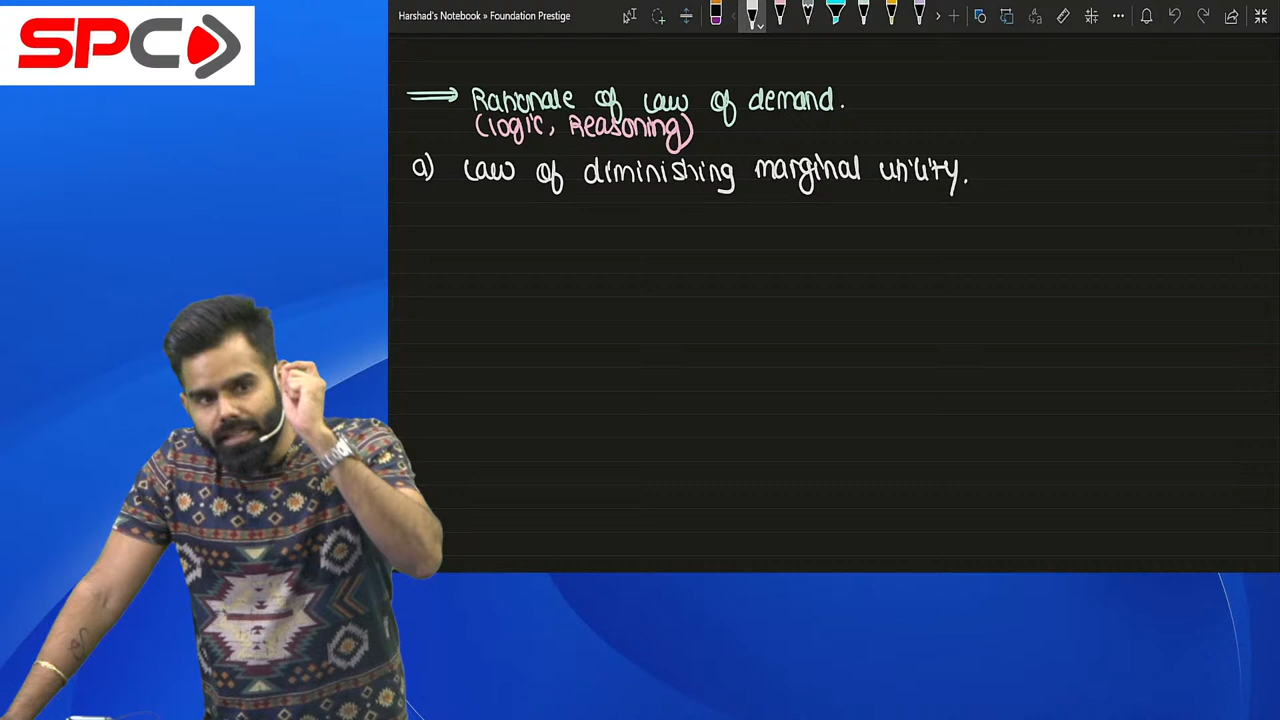 SPC
Harshad's Notebook » Foundation Prestige
Rationale of law of demand.
(logic, Reasoning)
a) law of diminishing marginal utility.